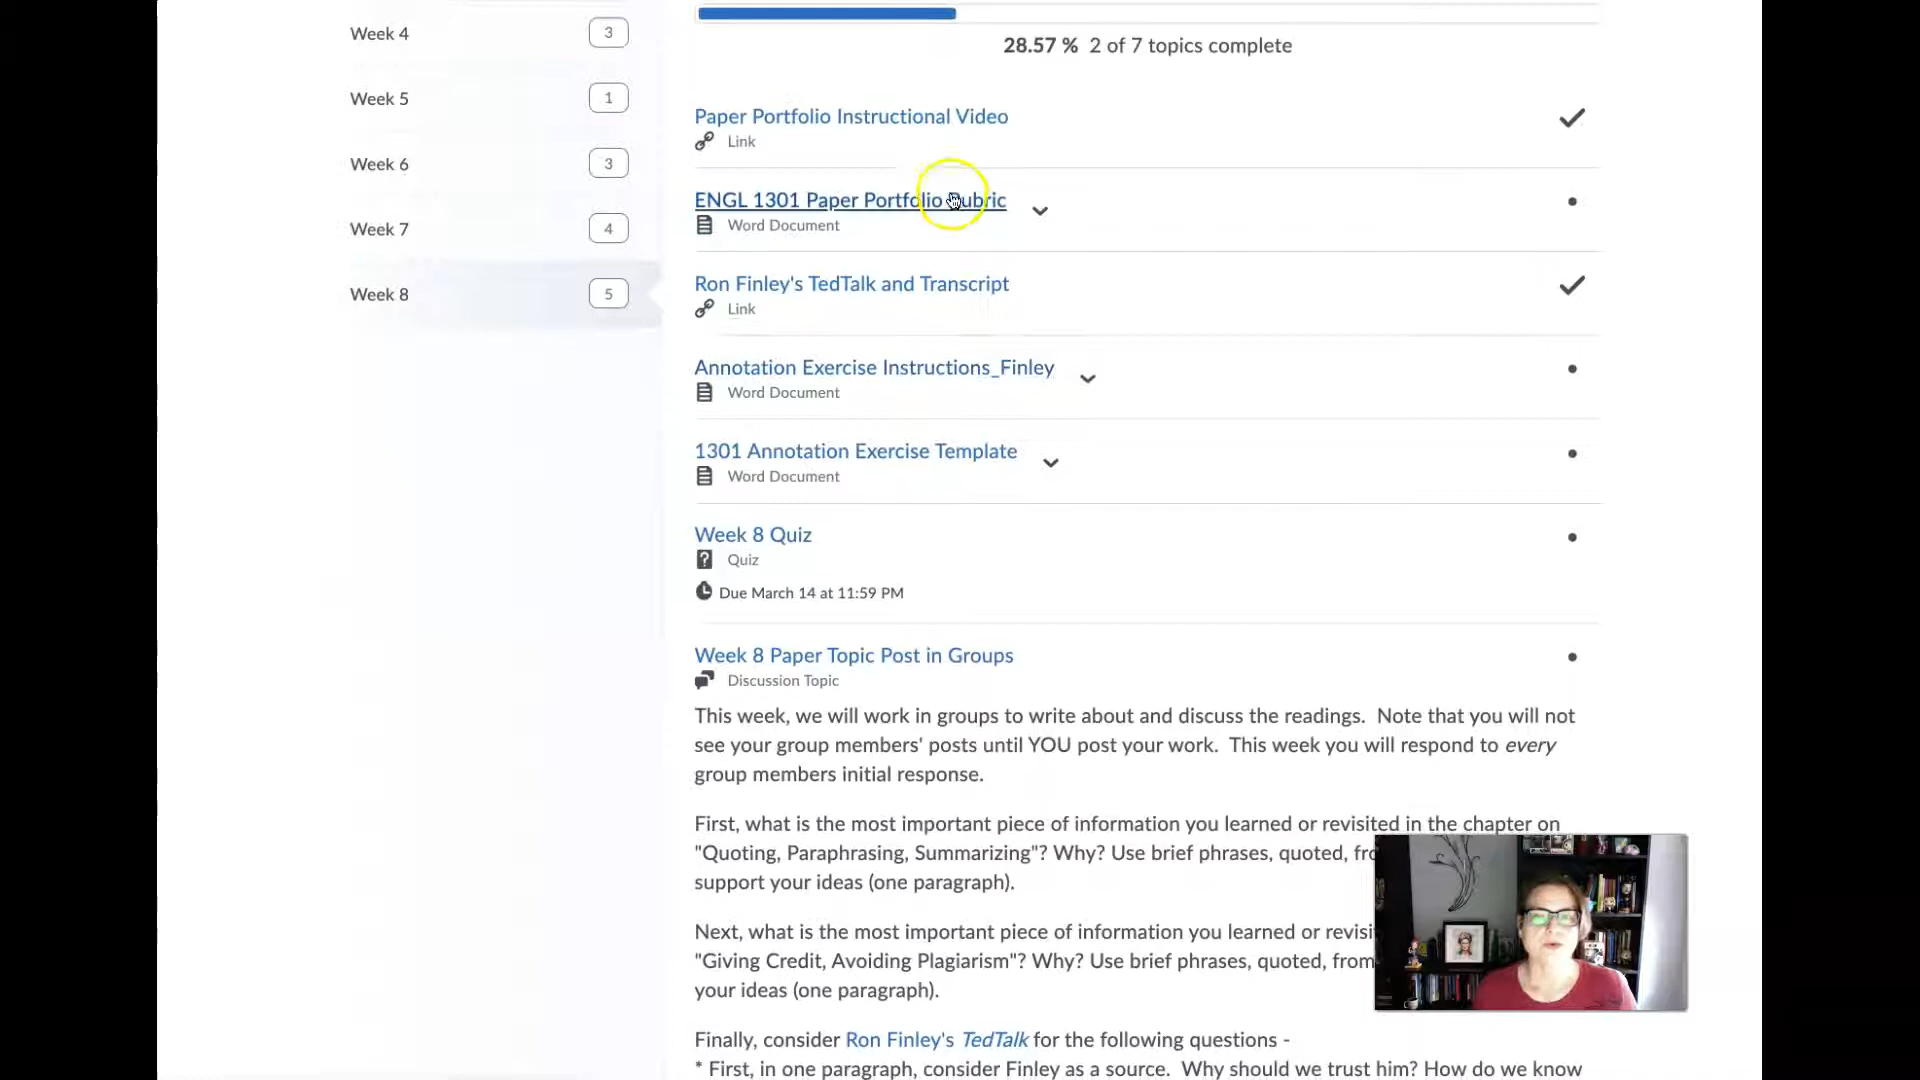 Week 4
3
Week 5
1
Week 6
3
Week 7
4
Week 8
5
28.57 % 2 of 7 topics complete
Paper Portfolio Instructional Video
Link
ENGL 1301 Paper Portfolio Rubric
Word Document
Ron Finley's TedTalk and Transcript
Link
Annotation Exercise Instructions_Finley
Word Document
1301 Annotation Exercise Template
Word Document
Week 8 Quiz
Quiz
Due March 14 at 11:59 PM
Week 8 Paper Topic Post in Groups
Discussion Topic
This week, we will work in groups to write about and discuss the readings. Note that you will not
see your group members' posts until YOU post your work. This week you will respond to every
group members initial response.
First, what is the most important piece of information you learned or revisited in the chapter on
"Quoting, Paraphrasing, Summarizing"? Why? Use brief phrases, quoted,
support your ideas (one paragraph).
Next, what is the most important piece of information you learned or
"Giving Credit, Avoiding Plagiarism"? Why? Use brief phrases, quoted, from
your ideas (one paragraph).
Finally, consider Ron Finley's TedTalk for the following questions -
* First, in one paragraph, consider Finley as a source. Why should we trust him? How do we know